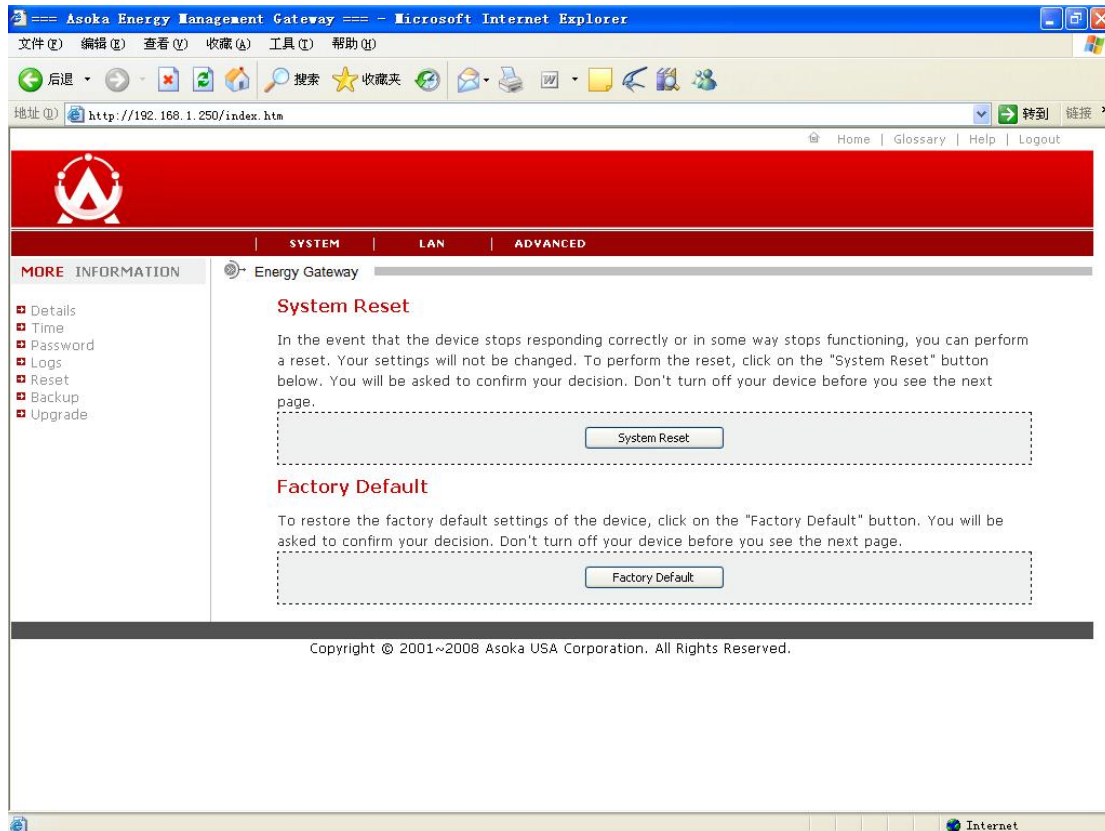 === Asoka Energy Management Gateway === - Microsoft Internet Explorer
文件(F) 编辑(E) 查看(V) 收藏(A) 工具(T) 帮助(H)
后退 搜索 收藏夹
地址(D) http://192.168.1.250/index.htm 转到 链接
Home | Glossary | Help | Logout
| SYSTEM | LAN | ADVANCED
MORE INFORMATION
Details
Time
Password
Logs
Reset
Backup
Upgrade
Energy Gateway
System Reset
In the event that the device stops responding correctly or in some way stops functioning, you can perform
a reset. Your settings will not be changed. To perform the reset, click on the "System Reset" button
below. You will be asked to confirm your decision. Don't turn off your device before you see the next
page.
System Reset
Factory Default
To restore the factory default settings of the device, click on the "Factory Default" button. You will be
asked to confirm your decision. Don't turn off your device before you see the next page.
Factory Default
Copyright © 2001~2008 Asoka USA Corporation. All Rights Reserved.
Internet